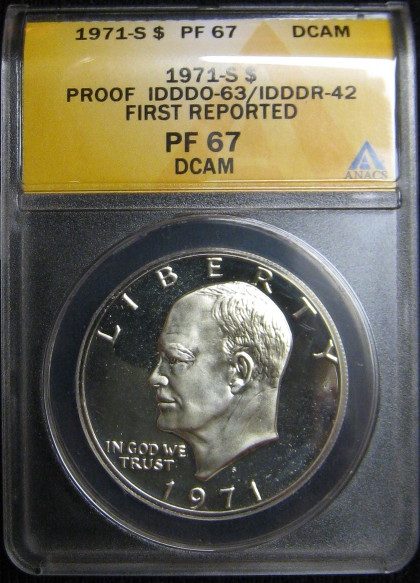 1971-S $ PF 67 DCAM
1971-S $
PROOF IDDDO-63/IDDDR-42
FIRST REPORTED
PF 67
DCAM
ANACS
LIBERTY
IN GOD WE
TRUST
S
1971